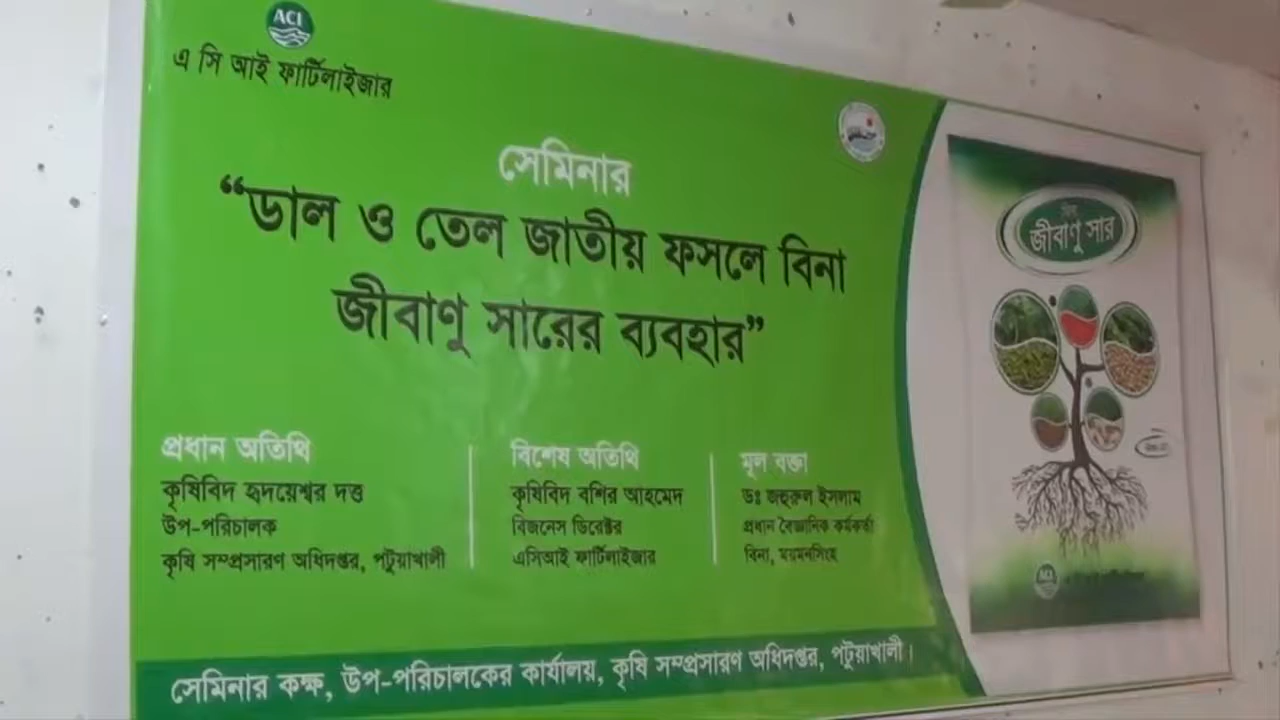 ACI
এ সি আই ফার্টিলাইজার
সেমিনার
“ডাল ও তেল জাতীয় ফসলে বিনা
জীবাণু সারের ব্যবহার”
প্রধান অতিথি
কৃষিবিদ হৃদয়েশ্বর দত্ত
উপ-পরিচালক
কৃষি সম্প্রসারণ অধিদপ্তর, পটুয়াখালী
বিশেষ অতিথি
কৃষিবিদ বশির আহমেদ
বিজনেস ডিরেক্টর
এসিআই ফার্টিলাইজার
মূল বক্তা
ডঃ জহুরুল ইসলাম
প্রধান বৈজ্ঞানিক কর্মকর্তা
বিনা, ময়মনসিংহ
সেমিনার কক্ষ, উপ-পরিচালকের কার্যালয়, কৃষি সম্প্রসারণ অধিদপ্তর, পটুয়াখালী।
জীবাণু সার
ACI